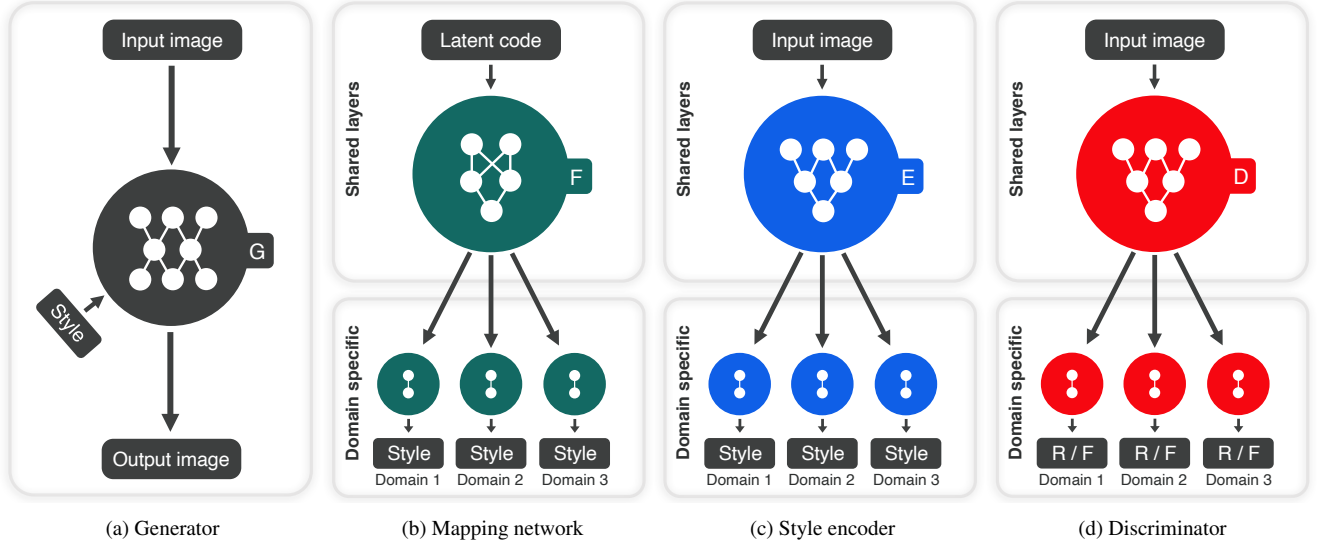 Input image
G
Style
Output image
(a) Generator
Shared layers
Latent code
F
Domain specific
Style Style Style
Domain 1 Domain 2 Domain 3
(b) Mapping network
Shared layers
Input image
E
Domain specific
Style Style Style
Domain 1 Domain 2 Domain 3
(c) Style encoder
Shared layers
Input image
D
Domain specific
R / F R / F R / F
Domain 1 Domain 2 Domain 3
(d) Discriminator